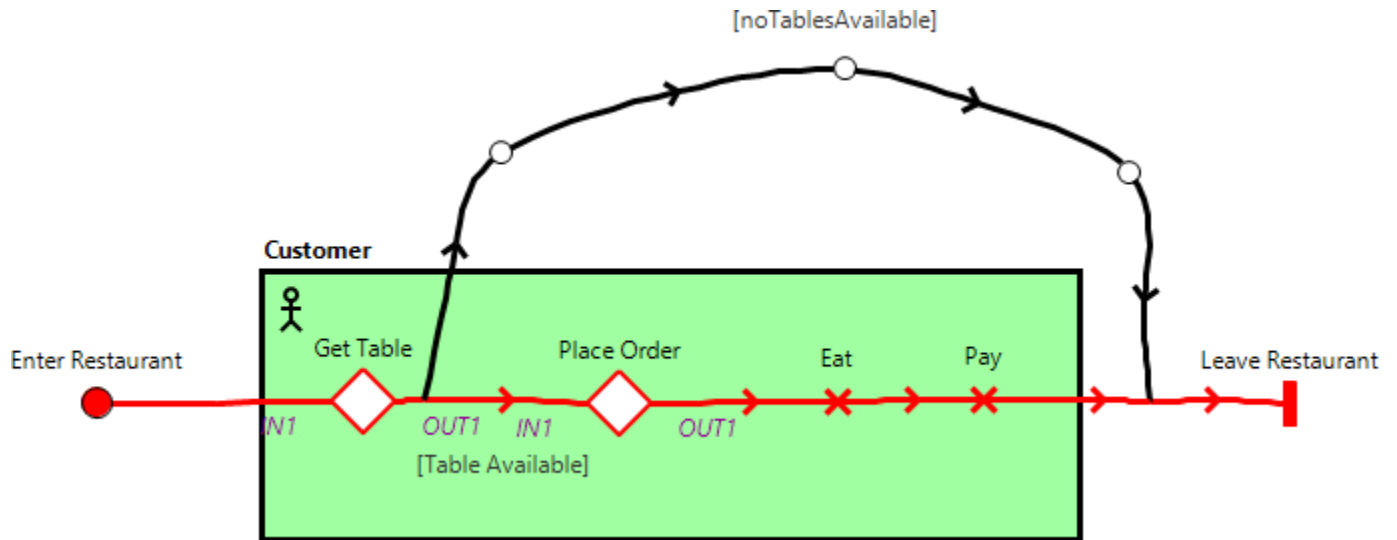 [noTablesAvailable]
Customer
Enter Restaurant
Get Table
Place Order
Eat
Pay
Leave Restaurant
IN1
OUT1
IN1
OUT1
[Table Available]